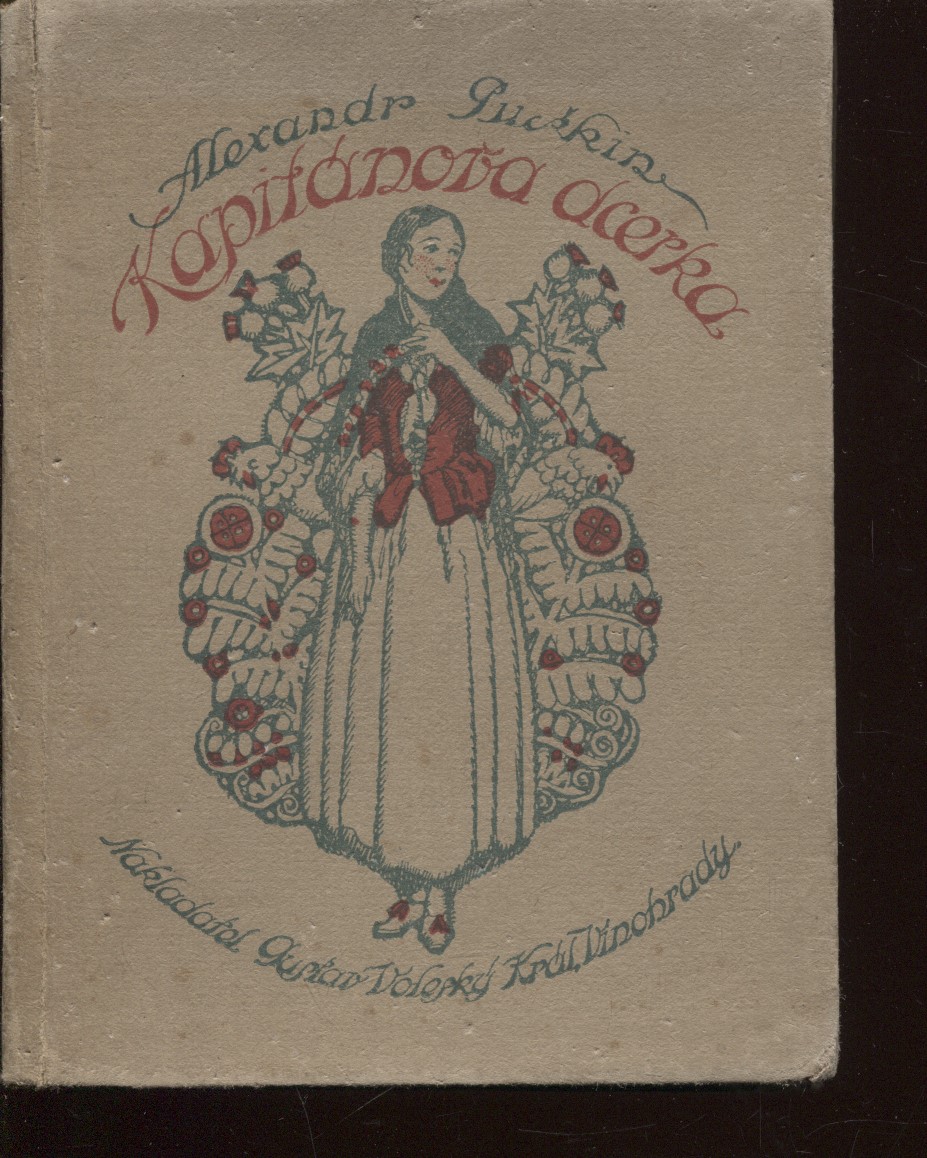 Alexandr Puškin
Kapitánova dcerka
Nakladatel Gustav Voleský Král. Vinohrady.